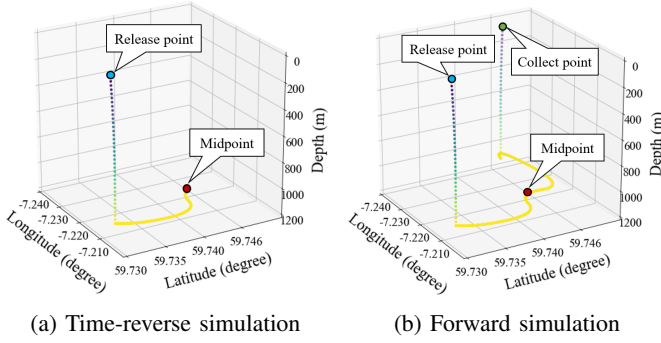 Release point
Midpoint
0
200
400
600
800
1000
1200
Depth (m)
-7.240
-7.230
-7.220
-7.210
Longitude (degree)
59.730
59.735
59.740
59.746
Latitude (degree)
(a) Time-reverse simulation
Release point
Collect point
Midpoint
0
200
400
600
800
1000
1200
Depth (m)
-7.240
-7.230
-7.220
-7.210
Longitude (degree)
59.730
59.735
59.740
59.746
Latitude (degree)
(b) Forward simulation